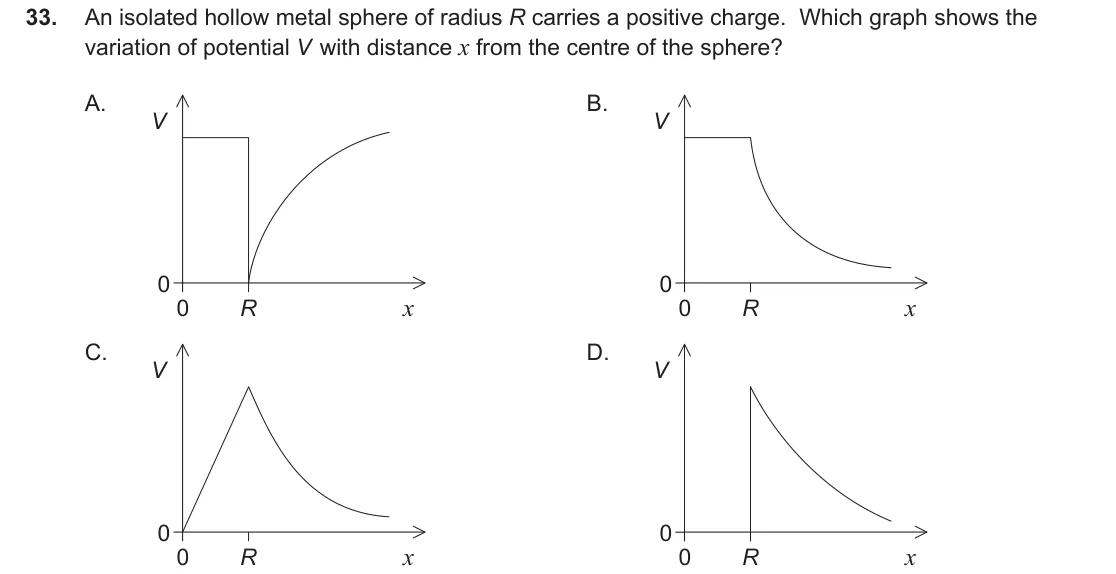 33. An isolated hollow metal sphere of radius R carries a positive charge. Which graph shows the
variation of potential V with distance x from the centre of the sphere?
A.
V
0
0 R x
B.
V
0
0 R x
C.
V
0
0 R x
D.
V
0
0 R x